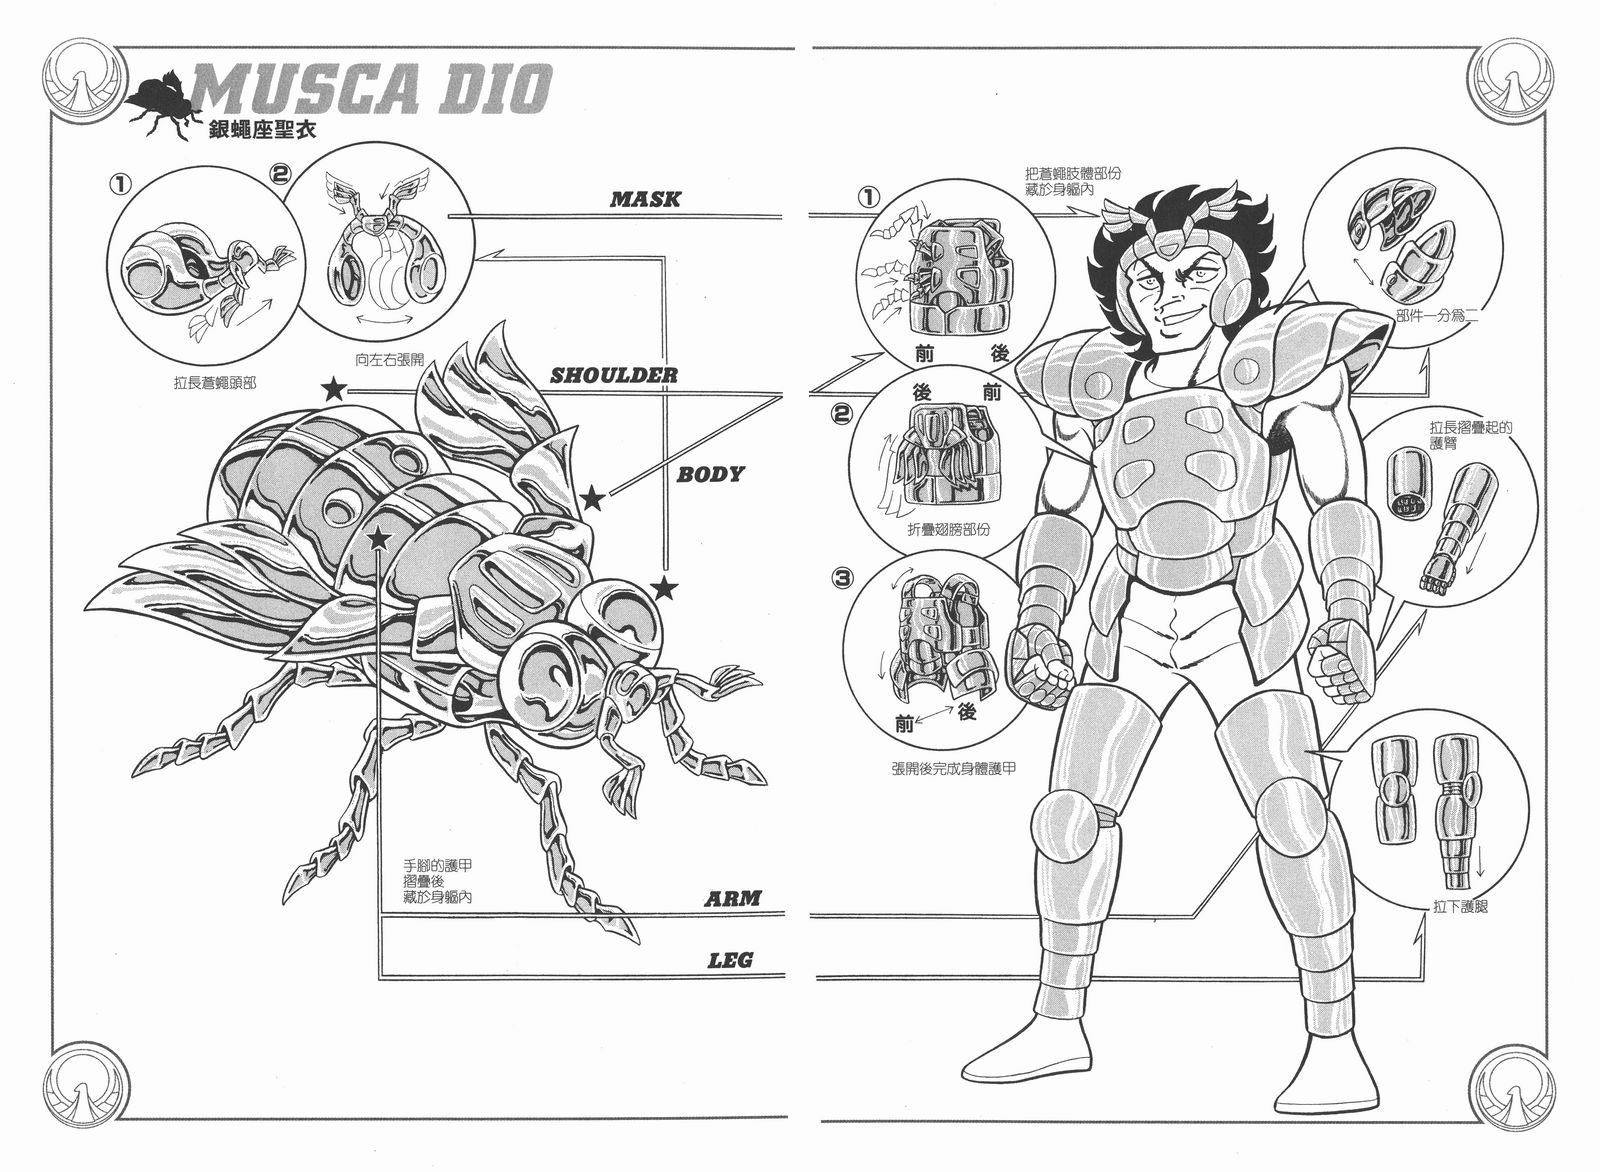 MUSCA DIO
銀蠅座聖衣
①
②
拉長蒼蠅頭部
向左右張開
MASK
SHOULDER
BODY
手腳的護甲
摺疊後
藏於身軀內
ARM
LEG
把蒼蠅肢體部份
藏於身軀內
①
前 後
②
後 前
折疊翅膀部份
③
前 後
張開後完成身體護甲
部件一分為二
拉長摺疊起的
護臂
拉下護腿